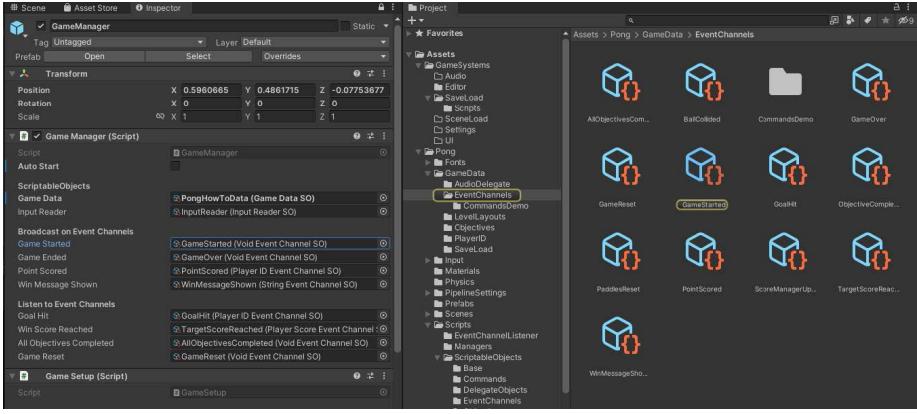 Scene Asset Store Inspector
GameManager Static
Tag Untagged Layer Default
Prefab Open Select Overrides
Transform
Position X 0.5960665 Y 0.4861715 Z -0.07753677
Rotation X 0 Y 0 Z 0
Scale X 1 Y 1 Z 1
# Game Manager (Script)
Script GameManager
Auto Start
ScriptableObjects
Game Data PongHowToData (Game Data SO)
Input Reader InputReader (Input Reader SO)
Broadcast on Event Channels
Game Started GameStarted (Void Event Channel SO)
Game Ended GameOver (Void Event Channel SO)
Point Scored PointScored (Player ID Event Channel SO)
Win Message Shown WinMessageShown (String Event Channel SO)
Listen to Event Channels
Goal Hit GoalHit (Player ID Event Channel SO)
Win Score Reached TargetScoreReached (Player Score Event Channel S
All Objectives Completed AllObjectivesCompleted (Void Event Channel SO)
Game Reset GameReset (Void Event Channel SO)
# Game Setup (Script)
Script GameSetup
Project
Favorites
Assets
GameSystems
Audio
Editor
SaveLoad
Scripts
SceneLoad
Settings
UI
Pong
Fonts
GameData
AudioDelegate
EventChannels
CommandsDemo
LevelLayouts
Objectives
PlayerID
SaveLoad
Input
Materials
Physics
PipelineSettings
Prefabs
Scenes
Scripts
EventChannelListener
Managers
ScriptableObjects
Base
Commands
DelegateObjects
EventChannels
9
Assets > Pong > GameData > EventChannels
AllObjectivesCom... BallCollided CommandsDemo GameOver
GameReset GameStarted GoalHit ObjectiveComple...
PaddlesReset PointScored ScoreManagerUp... TargetScoreReac...
WinMessageSho...